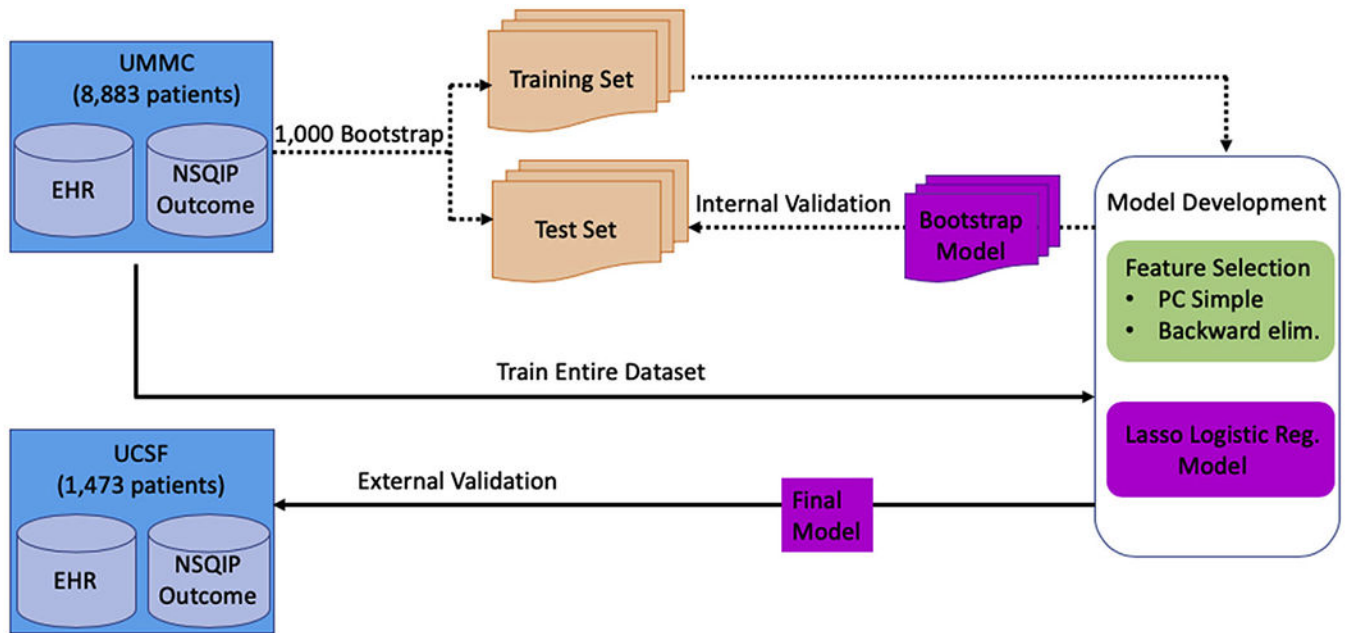 UMMC
(8,883 patients)
EHR
NSQIP
Outcome
1,000 Bootstrap
Training Set
Test Set
Internal Validation
Bootstrap
Model
Model Development
Feature Selection
• PC Simple
• Backward elim.
Lasso Logistic Reg.
Model
Train Entire Dataset
UCSF
(1,473 patients)
EHR
NSQIP
Outcome
External Validation
Final
Model